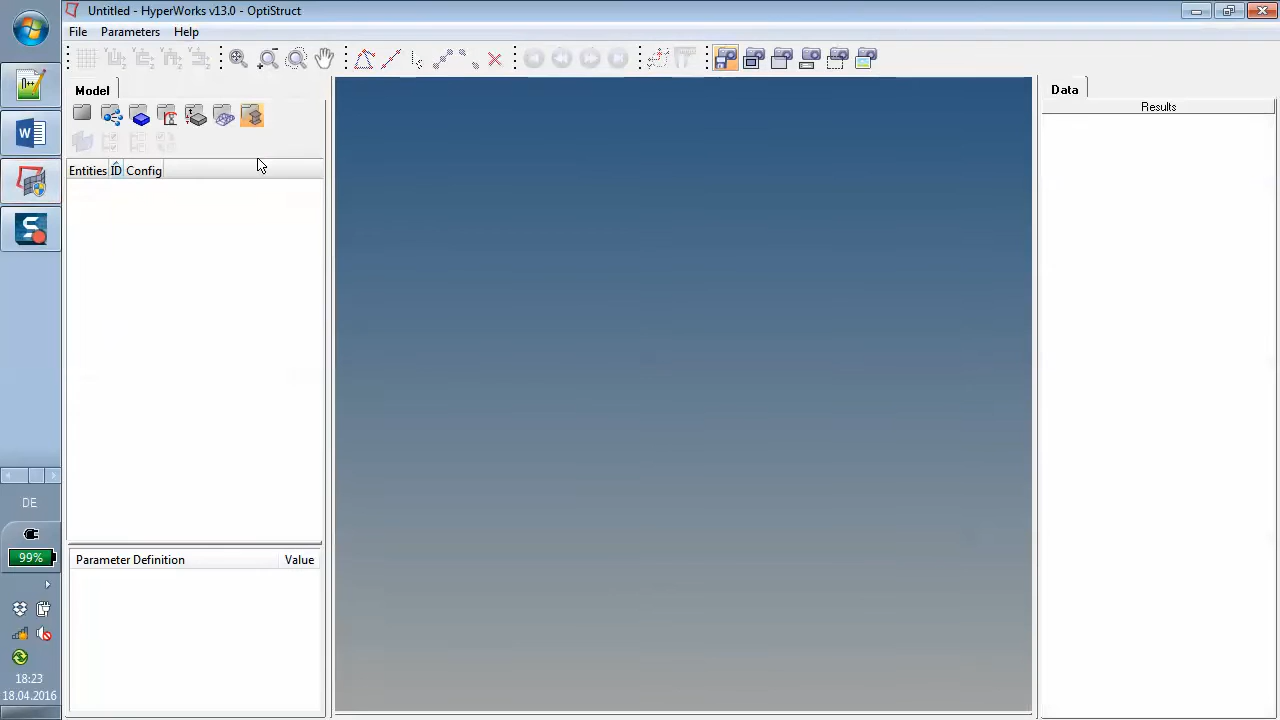 Untitled - HyperWorks v13.0 - OptiStruct
File Parameters Help
Model
Data
Results
Entities ID Config
Parameter Definition Value
DE
99%
18:23
18.04.2016